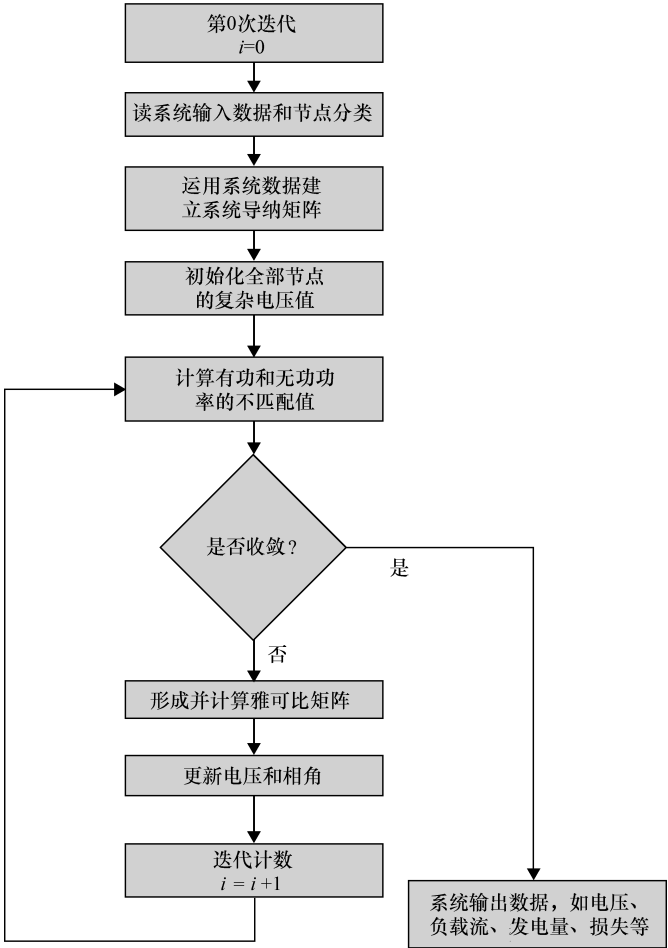 第0次迭代
i=0
读系统输入数据和节点分类
运用系统数据建
立系统导纳矩阵
初始化全部节点
的复杂电压值
计算有功和无功功
率的不匹配值
是否收敛?
是
否
形成并计算雅可比矩阵
更新电压和相角
迭代计数
i = i +1
系统输出数据，如电压、
负载流、发电量、损失等